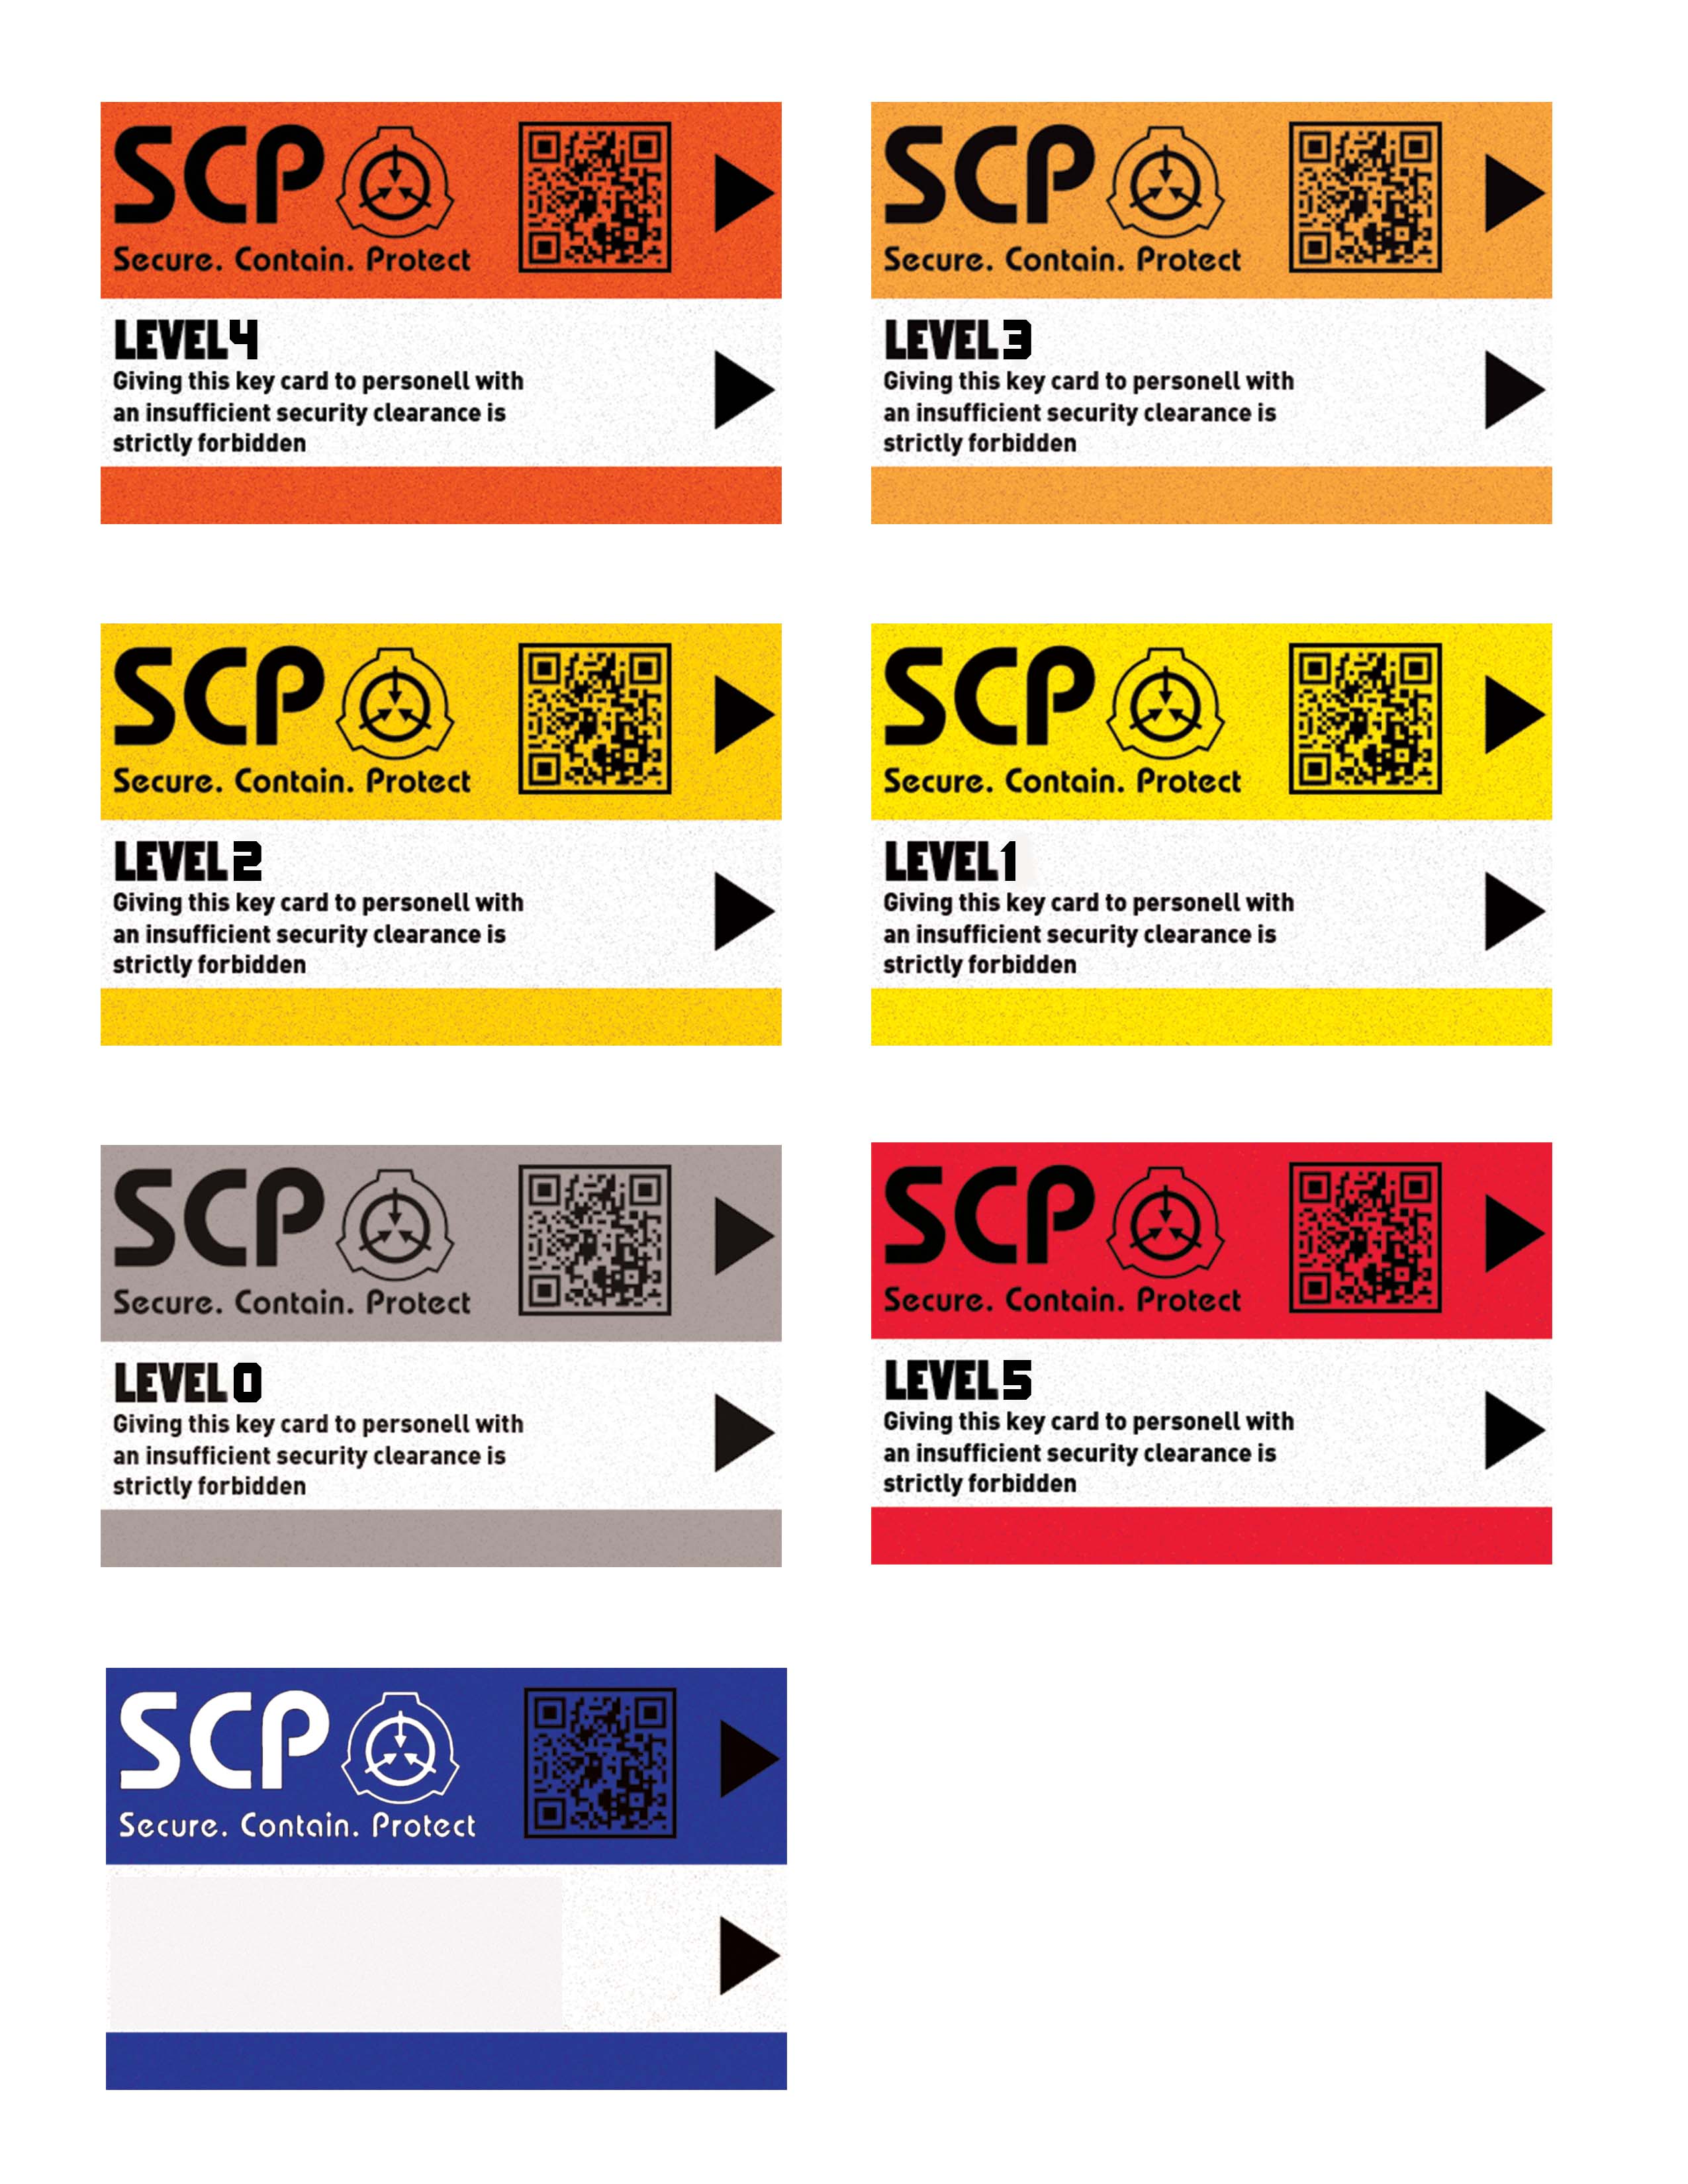 SCP
Secure. Contain. Protect
LEVEL4
Giving this key card to personell with
an insufficient security clearance is
strictly forbidden
SCP
Secure. Contain. Protect
LEVEL3
Giving this key card to personell with
an insufficient security clearance is
strictly forbidden
SCP
Secure. Contain. Protect
LEVEL2
Giving this key card to personell with
an insufficient security clearance is
strictly forbidden
SCP
Secure. Contain. Protect
LEVEL1
Giving this key card to personell with
an insufficient security clearance is
strictly forbidden
SCP
Secure. Contain. Protect
LEVEL0
Giving this key card to personell with
an insufficient security clearance is
strictly forbidden
SCP
Secure. Contain. Protect
LEVEL5
Giving this key card to personell with
an insufficient security clearance is
strictly forbidden
SCP
Secure. Contain. Protect